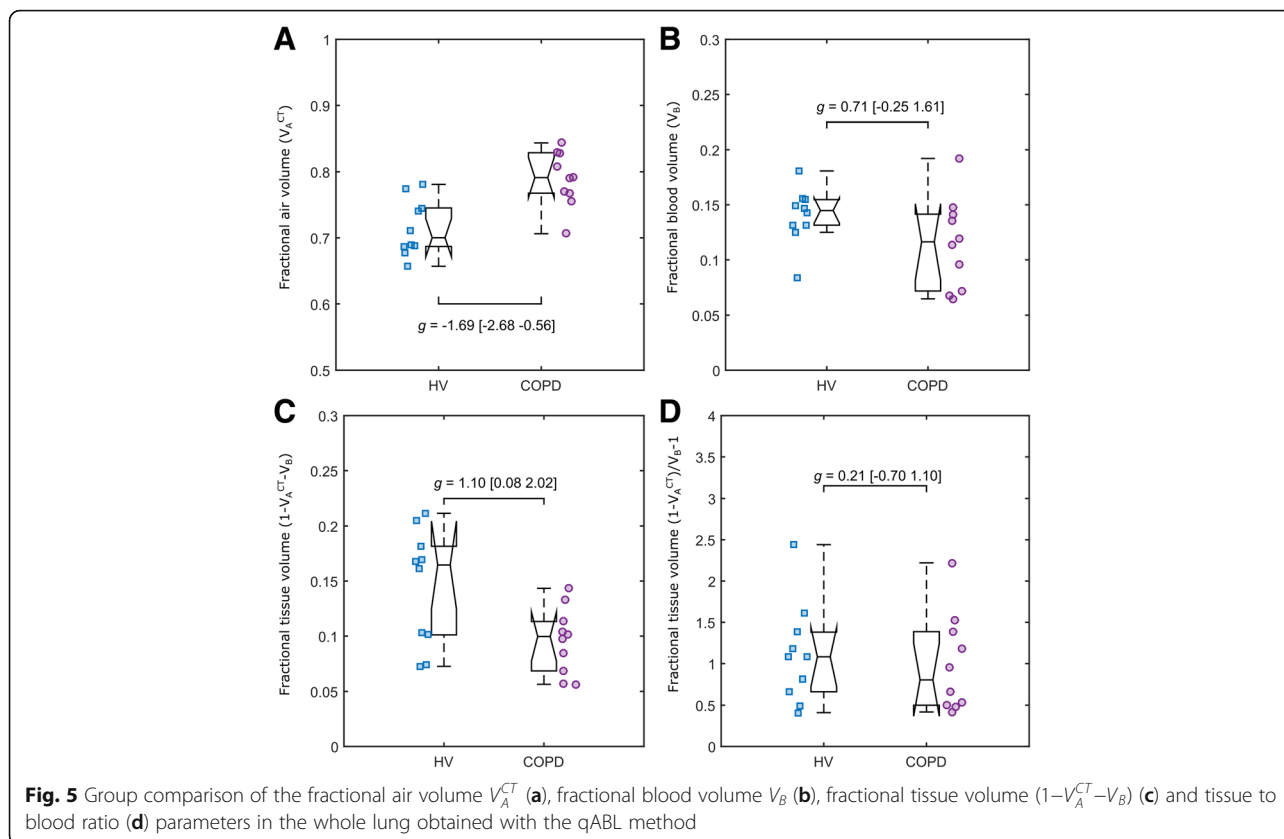 A
Fractional air volume (V_A^CT)
1
0.9
0.8
0.7
0.6
0.5
g = -1.69 [-2.68 -0.56]
HV COPD
B
Fractional blood volume (V_B)
0.3
0.25
0.2
0.15
0.1
0.05
0
g = 0.71 [-0.25 1.61]
HV COPD
C
Fractional tissue volume (1-V_A^CT-V_B)
0.3
0.25
0.2
0.15
0.1
0.05
0
g = 1.10 [0.08 2.02]
HV COPD
D
Fractional tissue volume (1-V_A^CT)/V_B-1
4
3.5
3
2.5
2
1.5
1
0.5
0
g = 0.21 [-0.70 1.10]
HV COPD
Fig. 5 Group comparison of the fractional air volume V_A^CT (a), fractional blood volume V_B (b), fractional tissue volume (1−V_A^CT−V_B) (c) and tissue to
blood ratio (d) parameters in the whole lung obtained with the qABL method